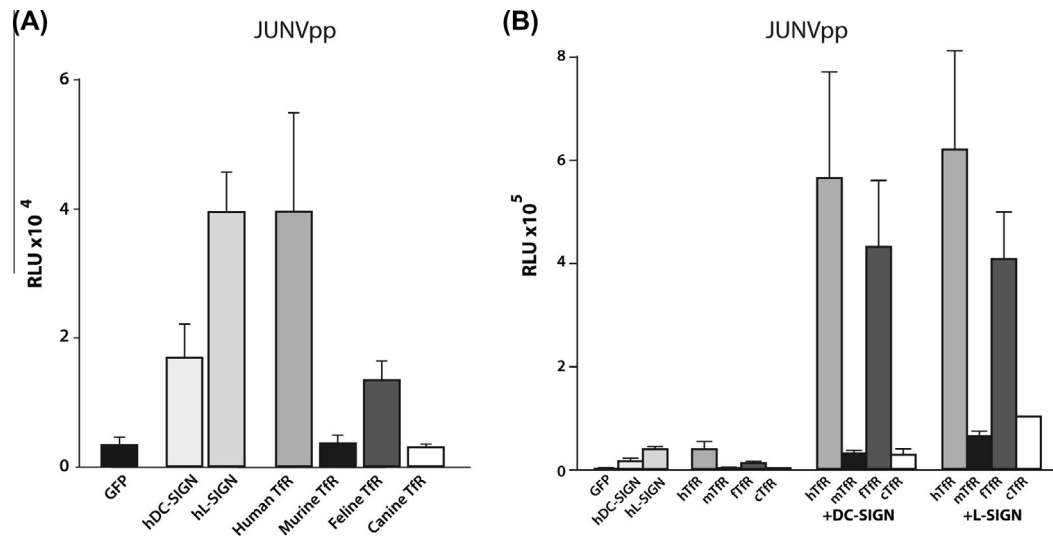 (A)
JUNVpp
RLU x10 4
6
4
2
0
GFP
hDC-SIGN
hL-SIGN
Human TfR
Murine TfR
Feline TfR
Canine TfR
(B)
JUNVpp
RLU x10 5
8
6
4
2
0
GFP
hDC-SIGN
hL-SIGN
hTfR
mTfR
fTfR
cTfR
hTfR
mTfR
fTfR
cTfR
+DC-SIGN
hTfR
mTfR
fTfR
cTfR
+L-SIGN